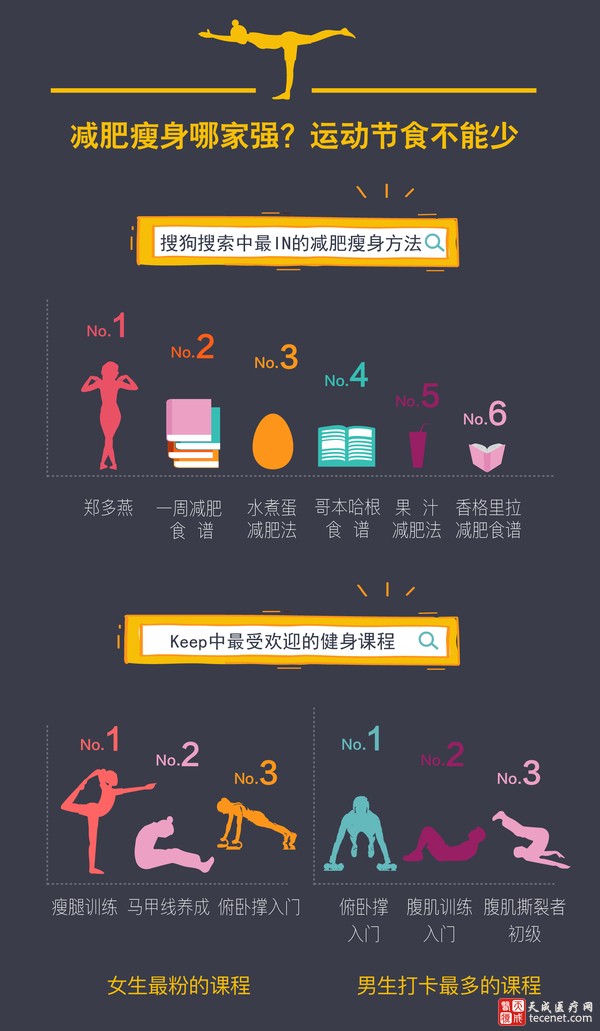 减肥瘦身哪家强？运动节食不能少
搜狗搜索中最IN的减肥瘦身方法
No.1
No.2
No.3
No.4
No.5
No.6
郑多燕
一周减肥
食 谱
水煮蛋
减肥法
哥本哈根
食 谱
果 汁
减肥法
香格里拉
减肥食谱
Keep中最受欢迎的健身课程
No.1
No.2
No.3
瘦腿训练
马甲线养成
俯卧撑入门
女生最粉的课程
No.1
No.2
No.3
俯卧撑
入门
腹肌训练
入门
腹肌撕裂者
初级
男生打卡最多的课程
天成医疗网
tecenet.com